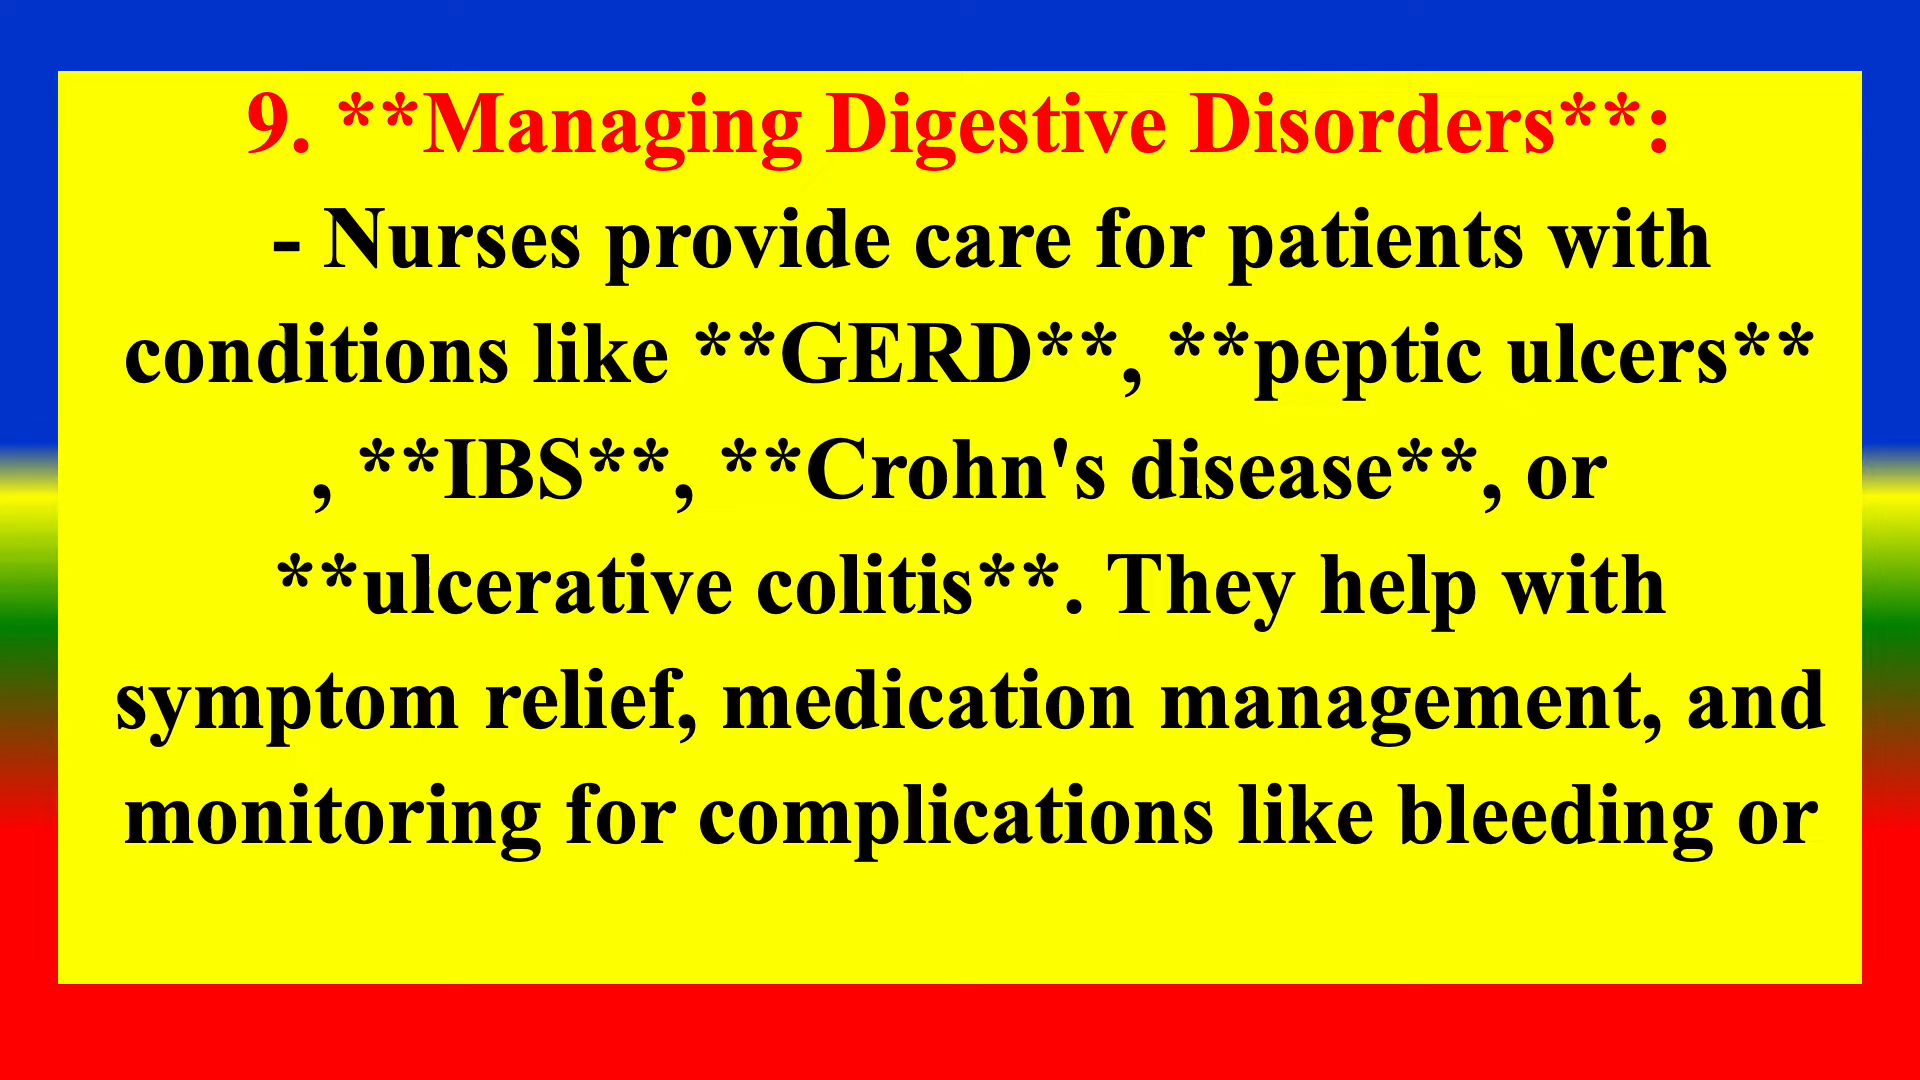 9. **Managing Digestive Disorders**:
- Nurses provide care for patients with
conditions like **GERD**, **peptic ulcers**
, **IBS**, **Crohn's disease**, or
**ulcerative colitis**. They help with
symptom relief, medication management, and
monitoring for complications like bleeding or